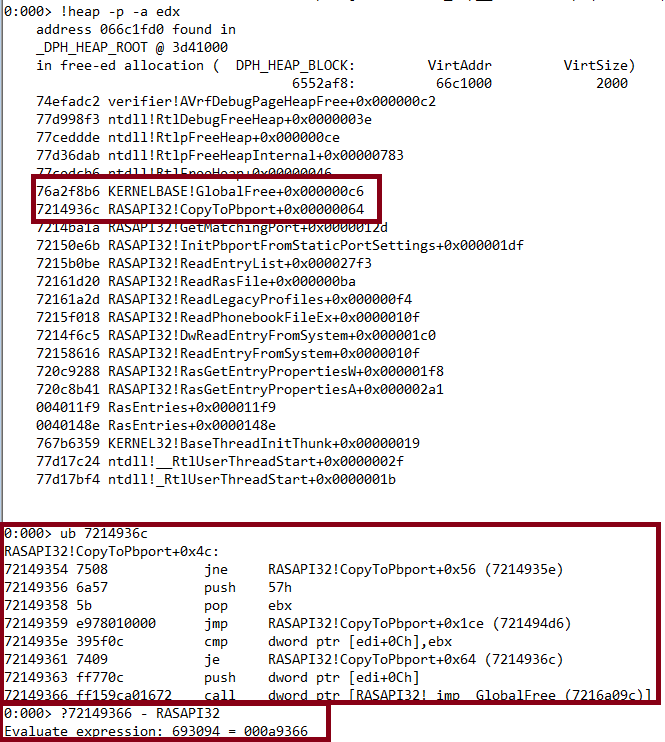 0:000> !heap -p -a edx
address 066c1fd0 found in
_DPH_HEAP_ROOT @ 3d41000
in free-ed allocation ( DPH_HEAP_BLOCK: VirtAddr VirtSize)
6552af8: 66c1000 2000
74efadc2 verifier!AVrfDebugPageHeapFree+0x000000c2
77d998f3 ntdll!RtlDebugFreeHeap+0x0000003e
77ceddde ntdll!RtlpFreeHeap+0x000000ce
77d36dab ntdll!RtlpFreeHeapInternal+0x00000783
77cedcb6 ntdll!RtlFreeHeap+0x00000046
76a2f8b6 KERNELBASE!GlobalFree+0x000000c6
7214936c RASAPI32!CopyToPbport+0x00000064
7214ba1a RASAPI32!GetMatchingPort+0x0000012d
72150e6b RASAPI32!InitPbportFromStaticPortSettings+0x000001df
7215b0be RASAPI32!ReadEntryList+0x000027f3
72161d20 RASAPI32!ReadRasFile+0x000000ba
72161a2d RASAPI32!ReadLegacyProfiles+0x000000f4
7215f018 RASAPI32!ReadPhonebookFileEx+0x0000010f
7214f6c5 RASAPI32!DwReadEntryFromSystem+0x000001c0
72158616 RASAPI32!ReadEntryFromSystem+0x0000010f
720c9288 RASAPI32!RasGetEntryPropertiesW+0x000001f8
720c8b41 RASAPI32!RasGetEntryPropertiesA+0x000002a1
004011f9 RasEntries+0x000011f9
0040148e RasEntries+0x0000148e
767b6359 KERNEL32!BaseThreadInitThunk+0x00000019
77d17c24 ntdll!__RtlUserThreadStart+0x0000002f
77d17bf4 ntdll!_RtlUserThreadStart+0x0000001b
0:000> ub 7214936c
RASAPI32!CopyToPbport+0x4c:
72149354 7508 jne RASAPI32!CopyToPbport+0x56 (7214935e)
72149356 6a57 push 57h
72149358 5b pop ebx
72149359 e978010000 jmp RASAPI32!CopyToPbport+0x1ce (721494d6)
7214935e 395f0c cmp dword ptr [edi+0Ch],ebx
72149361 7409 je RASAPI32!CopyToPbport+0x64 (7214936c)
72149363 ff770c push dword ptr [edi+0Ch]
72149366 ff159ca01672 call dword ptr [RASAPI32!_imp__GlobalFree (7216a09c)]
0:000> ?72149366 - RASAPI32
Evaluate expression: 693094 = 000a9366